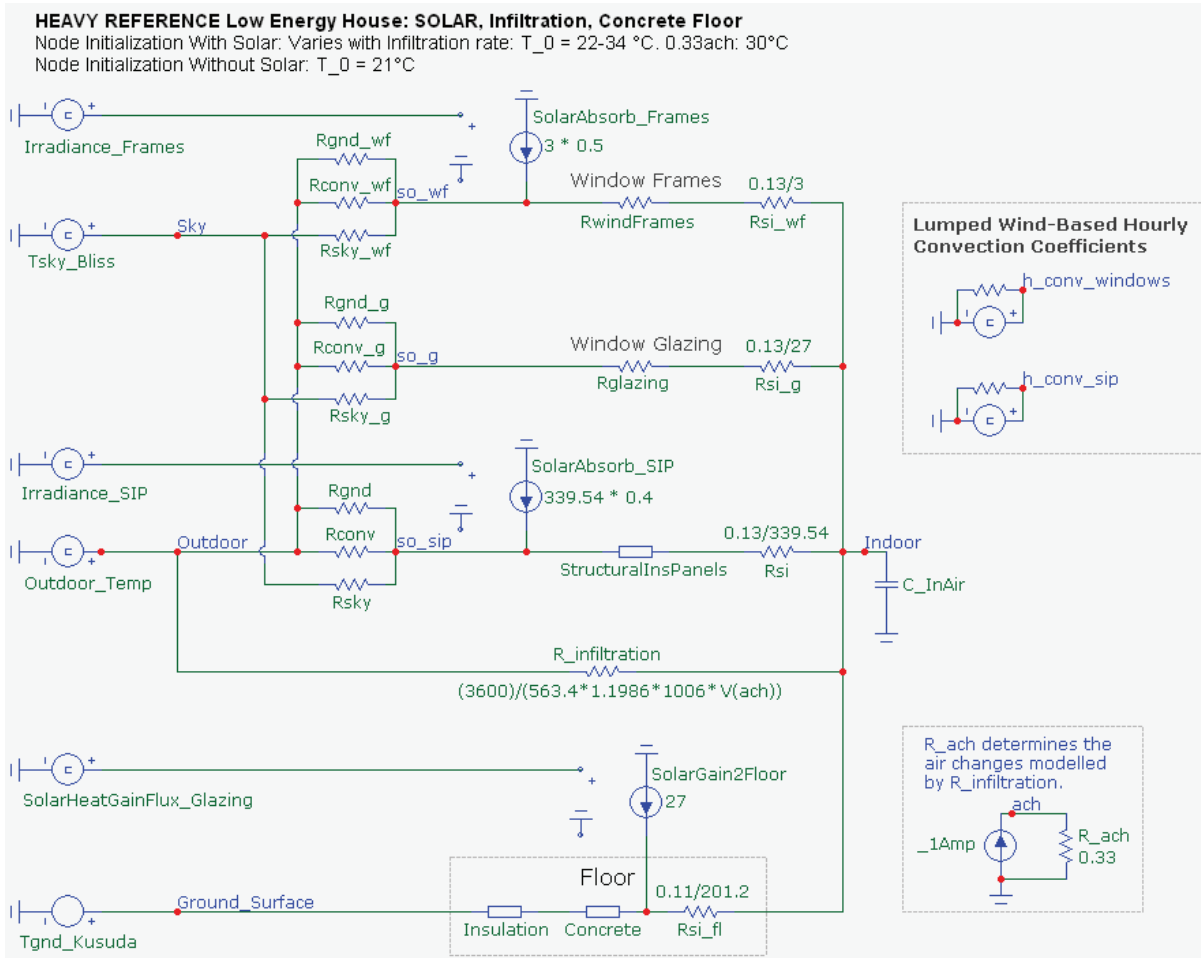 HEAVY REFERENCE Low Energy House: SOLAR, Infiltration, Concrete Floor
Node Initialization With Solar: Varies with Infiltration rate: T_0 = 22-34 °C. 0.33ach: 30°C
Node Initialization Without Solar: T_0 = 21°C
Irradiance_Frames
Rgnd_wf
SolarAbsorb_Frames
3 * 0.5
Rconv_wf
so_wf
Window Frames
0.13/3
RwindFrames
Rsi_wf
Sky
Tsky_Bliss
Rsky_wf
Lumped Wind-Based Hourly
Convection Coefficients
h_conv_windows
h_conv_sip
Rgnd_g
Rconv_g
so_g
Window Glazing
0.13/27
Rglazing
Rsi_g
Rsky_g
Irradiance_SIP
SolarAbsorb_SIP
339.54 * 0.4
Rgnd
Outdoor
Rconv
so_sip
0.13/339.54
Indoor
Outdoor_Temp
StructuralInsPanels
Rsi
C_InAir
Rsky
R_infiltration
(3600)/(563.4*1.1986*1006*V(ach))
SolarHeatGainFlux_Glazing
SolarGain2Floor
27
R_ach determines the
air changes modelled
by R_infiltration.
ach
_1Amp
R_ach
0.33
Floor
0.11/201.2
Ground_Surface
Tgnd_Kusuda
Insulation
Concrete
Rsi_fl